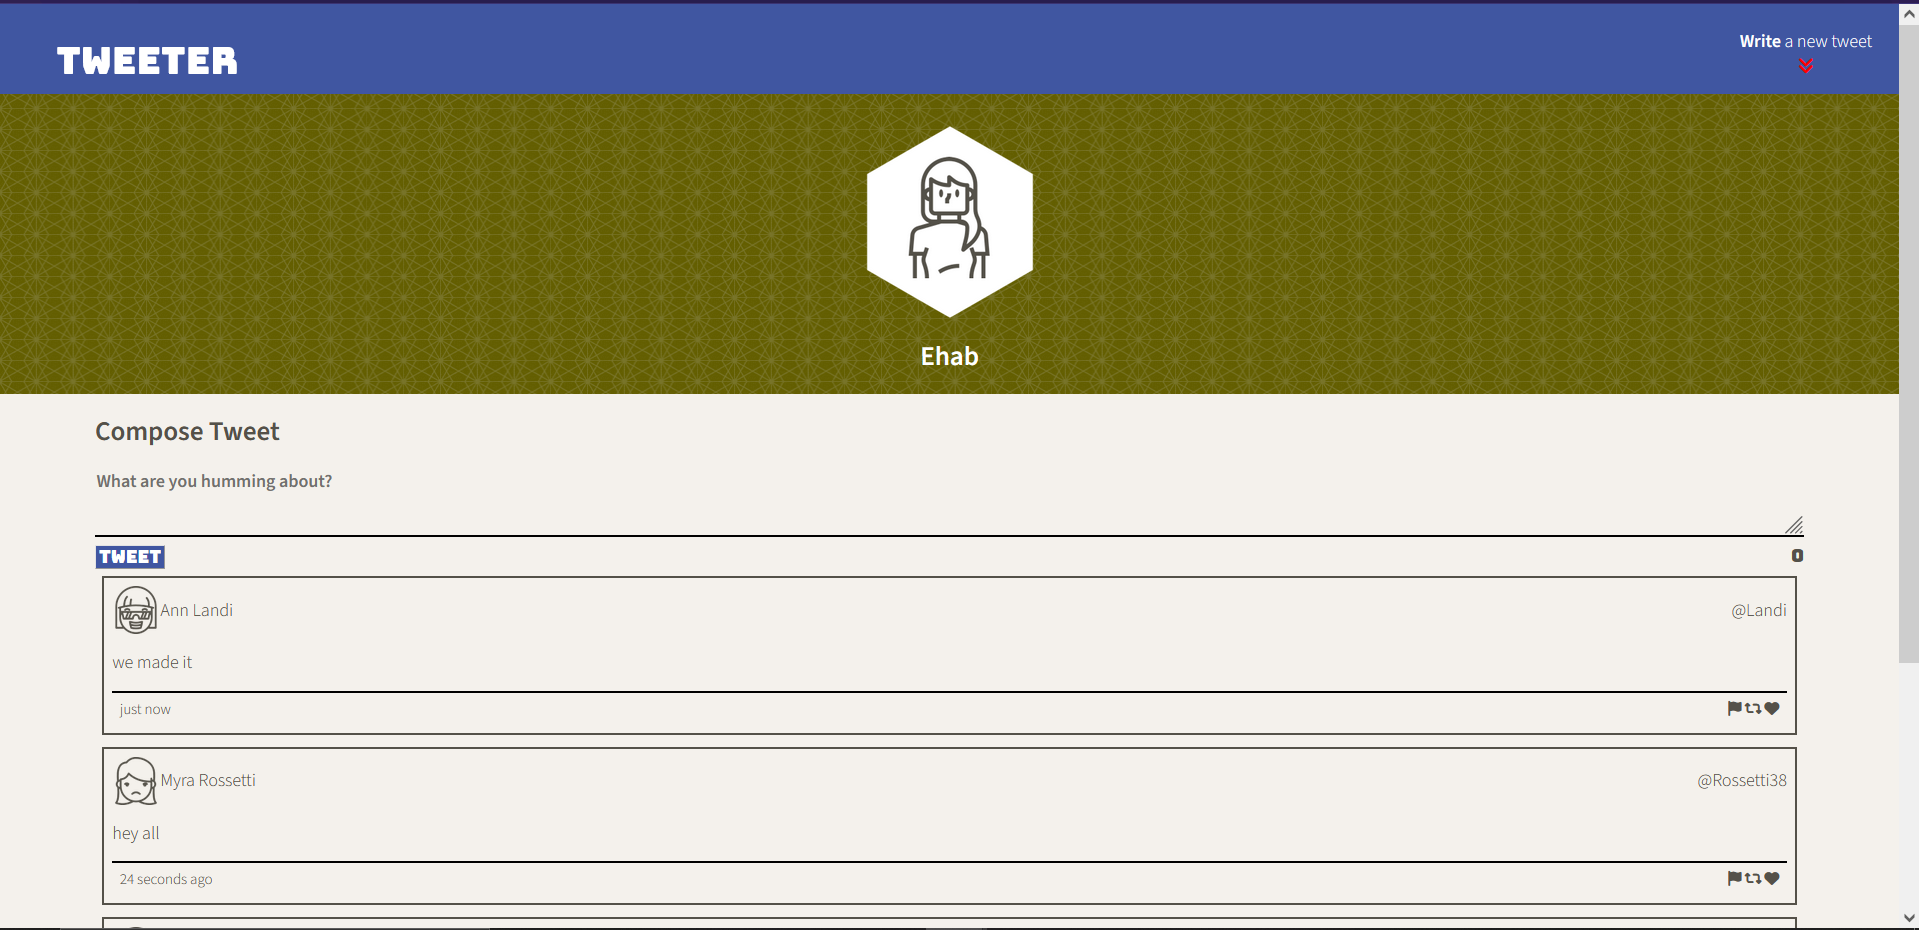 TWEETER
Write a new tweet
Ehab
Compose Tweet
What are you humming about?
TWEET
0
Ann Landi
@Landi
we made it
just now
Myra Rossetti
@Rossetti38
hey all
24 seconds ago